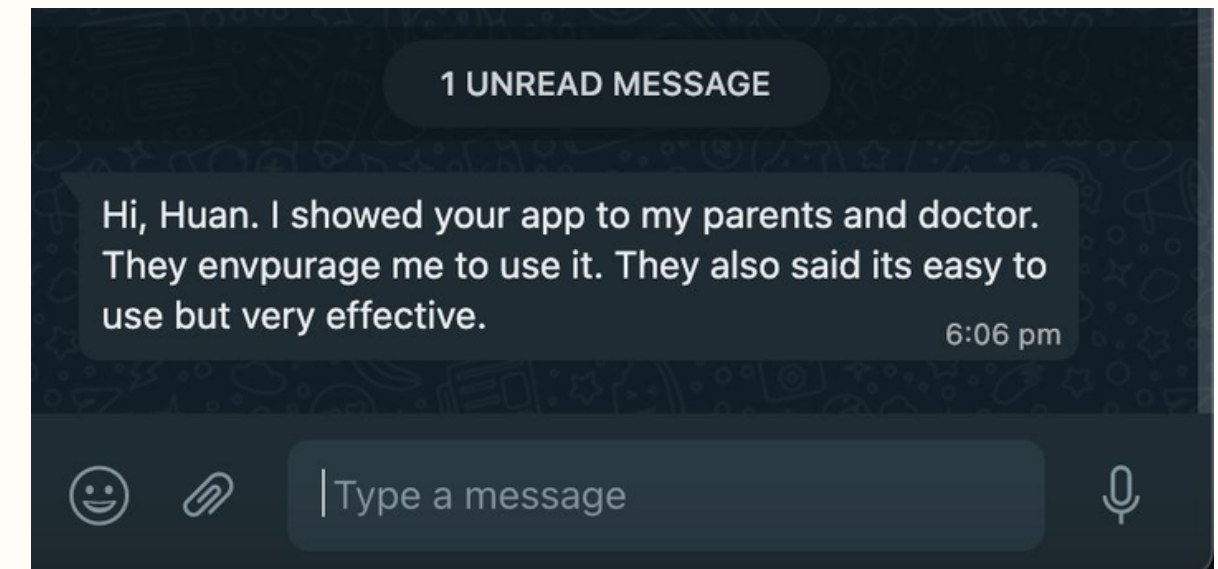 1 UNREAD MESSAGE
Hi, Huan. I showed your app to my parents and doctor.
They envpurage me to use it. They also said its easy to
use but very effective.
6:06 pm
Type a message